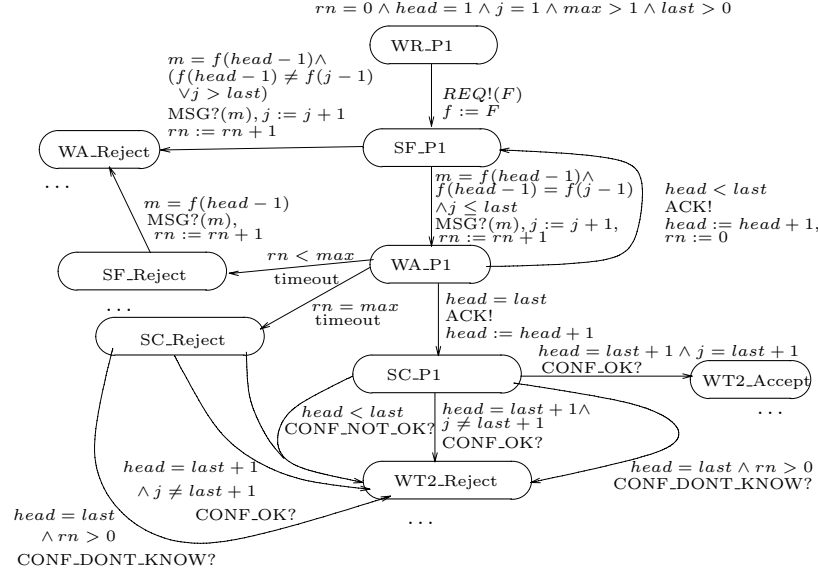 rn = 0 ∧ head = 1 ∧ j = 1 ∧ max > 1 ∧ last > 0
WR_P1
m = f(head − 1)∧
(f(head − 1) ≠ f(j − 1)
∨j > last)
MSG?(m), j := j + 1
rn := rn + 1
REQ!(F)
f := F
WA_Reject
. . .
SF_P1
m = f(head − 1)∧
f(head − 1) = f(j − 1)
∧j ≤ last
MSG?(m), j := j + 1,
rn := rn + 1
head < last
ACK!
head := head + 1,
rn := 0
m = f(head − 1)
MSG?(m),
rn := rn + 1
SF_Reject
. . .
rn < max
timeout
WA_P1
rn = max
timeout
SC_Reject
head = last
ACK!
head := head + 1
SC_P1
head = last + 1 ∧ j = last + 1
CONF_OK?
WT2_Accept
. . .
head < last
CONF_NOT_OK?
head = last + 1∧
j ≠ last + 1
CONF_OK?
head = last ∧ rn > 0
CONF_DONT_KNOW?
head = last + 1
∧ j ≠ last + 1
CONF_OK?
WT2_Reject
. . .
head = last
∧ rn > 0
CONF_DONT_KNOW?